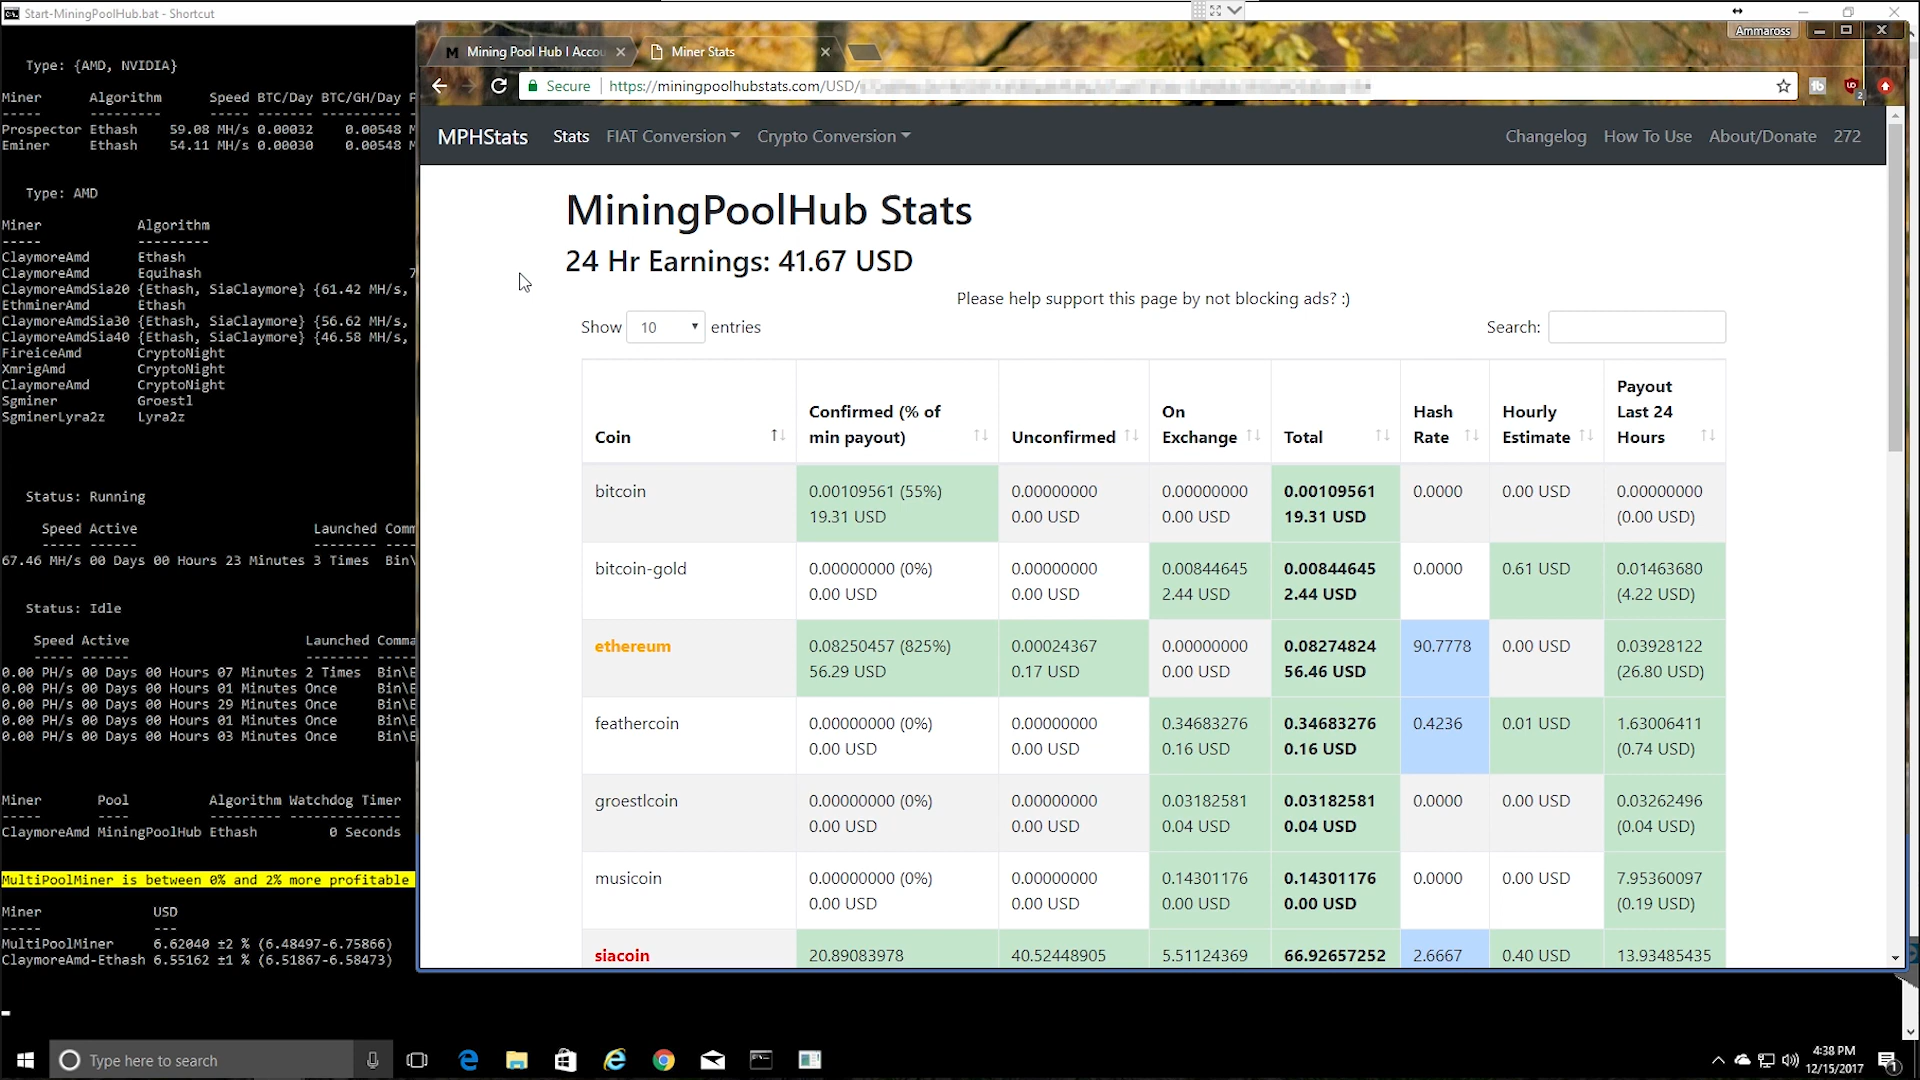 Start-MiningPoolHub.bat - Shortcut
Type: {AMD, NVIDIA}
Miner Algorithm Speed BTC/Day BTC/GH/Day P
Prospector Ethash 59.08 MH/s 0.00032 0.00548 M
Eminer Ethash 54.11 MH/s 0.00030 0.00548 M
Type: AMD
Miner Algorithm
ClaymoreAmd Ethash
ClaymoreAmd Equihash 7
ClaymoreAmdSia20 {Ethash, SiaClaymore} {61.42 MH/s,
EthminerAmd Ethash
ClaymoreAmdSia30 {Ethash, SiaClaymore} {56.62 MH/s,
ClaymoreAmdSia40 {Ethash, SiaClaymore} {46.58 MH/s,
FireiceAmd CryptoNight
XmrigAmd CryptoNight
ClaymoreAmd CryptoNight
Sgminer Groestl
SgminerLyra2z Lyra2z
Status: Running
Speed Active Launched Comm
67.46 MH/s 00 Days 00 Hours 23 Minutes 3 Times Bin\
Status: Idle
Speed Active Launched Comma
0.00 PH/s 00 Days 00 Hours 07 Minutes 2 Times Bin\E
0.00 PH/s 00 Days 00 Hours 01 Minutes Once Bin\E
0.00 PH/s 00 Days 00 Hours 29 Minutes Once Bin\E
0.00 PH/s 00 Days 00 Hours 01 Minutes Once Bin\E
0.00 PH/s 00 Days 00 Hours 03 Minutes Once Bin\E
Miner Pool Algorithm Watchdog Timer
ClaymoreAmd MiningPoolHub Ethash 0 Seconds
MultiPoolMiner is between 0% and 2% more profitable
Miner USD
MultiPoolMiner 6.62040 ±2 % (6.48497-6.75866)
ClaymoreAmd-Ethash 6.55162 ±1 % (6.51867-6.58473)
Ammaross
Mining Pool Hub | Accou
Miner Stats
Secure https://miningpoolhubstats.com/USD/
MPHStats Stats FIAT Conversion Crypto Conversion Changelog How To Use About/Donate 272
MiningPoolHub Stats
24 Hr Earnings: 41.67 USD
Please help support this page by not blocking ads? :)
Show 10 entries Search:
Coin Confirmed (% of min payout) Unconfirmed On Exchange Total Hash Rate Hourly Estimate Payout Last 24 Hours
bitcoin 0.00109561 (55%) 0.00000000 0.00000000 0.00109561 0.0000 0.00 USD 0.00000000
19.31 USD 0.00 USD 0.00 USD 19.31 USD (0.00 USD)
bitcoin-gold 0.00000000 (0%) 0.00000000 0.00844645 0.00844645 0.0000 0.61 USD 0.01463680
0.00 USD 0.00 USD 2.44 USD 2.44 USD (4.22 USD)
ethereum 0.08250457 (825%) 0.00024367 0.00000000 0.08274824 90.7778 0.00 USD 0.03928122
56.29 USD 0.17 USD 0.00 USD 56.46 USD (26.80 USD)
feathercoin 0.00000000 (0%) 0.00000000 0.34683276 0.34683276 0.4236 0.01 USD 1.63006411
0.00 USD 0.00 USD 0.16 USD 0.16 USD (0.74 USD)
groestlcoin 0.00000000 (0%) 0.00000000 0.03182581 0.03182581 0.0000 0.00 USD 0.03262496
0.00 USD 0.00 USD 0.04 USD 0.04 USD (0.04 USD)
musicoin 0.00000000 (0%) 0.00000000 0.14301176 0.14301176 0.0000 0.00 USD 7.95360097
0.00 USD 0.00 USD 0.00 USD 0.00 USD (0.19 USD)
siacoin 20.89083978 40.52448905 5.51124369 66.92657252 2.6667 0.40 USD 13.93485435
Type here to search
4:38 PM
12/15/2017